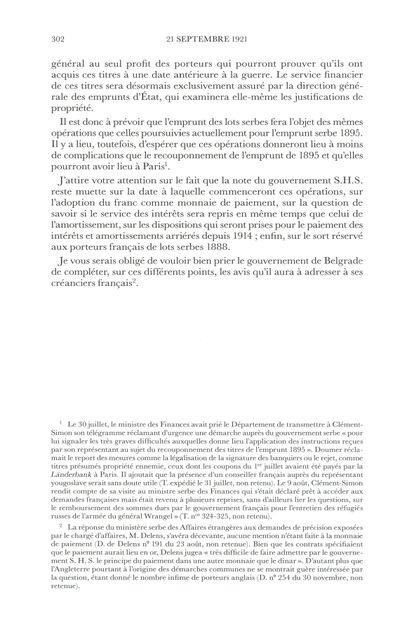 302 21 SEPTEMBRE 1921
général au seul profit des porteurs qui pourront prouver qu'ils ont
acquis ces titres à une date antérieure à la guerre. Le service financier
de ces titres sera désormais exclusivement assuré par la direction géné-
rale des emprunts d'État, qui examinera elle-même les justifications de
propriété.
Il est donc à prévoir que l'emprunt des lots serbes fera l'objet des mêmes
opérations que celles poursuivies actuellement pour l'emprunt serbe 1895.
Il y a lieu, toutefois, d'espérer que ces opérations donneront lieu à moins
de complications que le recouponnement de l'emprunt de 1895 et qu'elles
pourront avoir lieu à Paris¹.
J'attire votre attention sur le fait que la note du gouvernement S.H.S.
reste muette sur la date à laquelle commenceront ces opérations, sur
l'adoption du franc comme monnaie de paiement, sur la question de
savoir si le service des intérêts sera repris en même temps que celui de
l'amortissement, sur les dispositions qui seront prises pour le paiement des
intérêts et amortissements arriérés depuis 1914 ; enfin, sur le sort réservé
aux porteurs français de lots serbes 1888.
Je vous serais obligé de vouloir bien prier le gouvernement de Belgrade
de compléter, sur ces différents points, les avis qu'il aura à adresser à ses
créanciers français².
¹ Le 30 juillet, le ministre des Finances avait prié le Département de transmettre à Clément-
Simon son télégramme réclamant d'urgence une démarche auprès du gouvernement serbe « pour
lui signaler les très graves difficultés auxquelles donne lieu l'application des instructions reçues
par son représentant au sujet du recouponnement des titres de l'emprunt 1895 ». Doumer récla-
mait le report des mesures comme la légalisation de la signature des banquiers ou le rejet, comme
titres présumés propriété ennemie, ceux dont les coupons du 1er juillet avaient été payés par la
Länderbank à Paris. Il ajoutait que la présence d'un conseiller français auprès du représentant
yougoslave serait sans doute utile (T. expédié le 31 juillet, non retenu). Le 9 août, Clément-Simon
rendit compte de sa visite au ministre serbe des Finances qui s'était déclaré prêt à accéder aux
demandes françaises mais était revenu à plusieurs reprises, sans d'ailleurs lier les questions, sur
le remboursement des sommes dues par le gouvernement français pour l'entretien des réfugiés
russes de l'armée du général Wrangel » (T. nos 324-325, non retenu).
² La réponse du ministère serbe des Affaires étrangères aux demandes de précision exposées
par le chargé d'affaires, M. Delens, s'avéra décevante, aucune mention n'étant faite à la monnaie
de paiement (D. de Delens n° 191 du 23 août, non retenue). Bien que les contrats spécifiaient
que le paiement aurait lieu en or, Delens jugea « très difficile de faire admettre par le gouverne-
ment S. H. S. le principe du paiement dans une autre monnaie que le dinar ». D'autant plus que
l'Angleterre pourtant à l'origine des démarches communes ne se montrait guère intéressée par
la question, étant donné le nombre infime de porteurs anglais (D. n° 254 du 30 novembre, non
retenue).